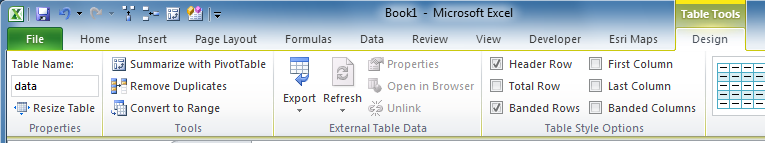 Book1 - Microsoft Excel
Table Tools
File Home Insert Page Layout Formulas Data Review View Developer Esri Maps Design
Table Name:
data
Resize Table
Properties
Summarize with PivotTable
Remove Duplicates
Convert to Range
Tools
Export
Refresh
Properties
Open in Browser
Unlink
External Table Data
Header Row
Total Row
Banded Rows
First Column
Last Column
Banded Columns
Table Style Options